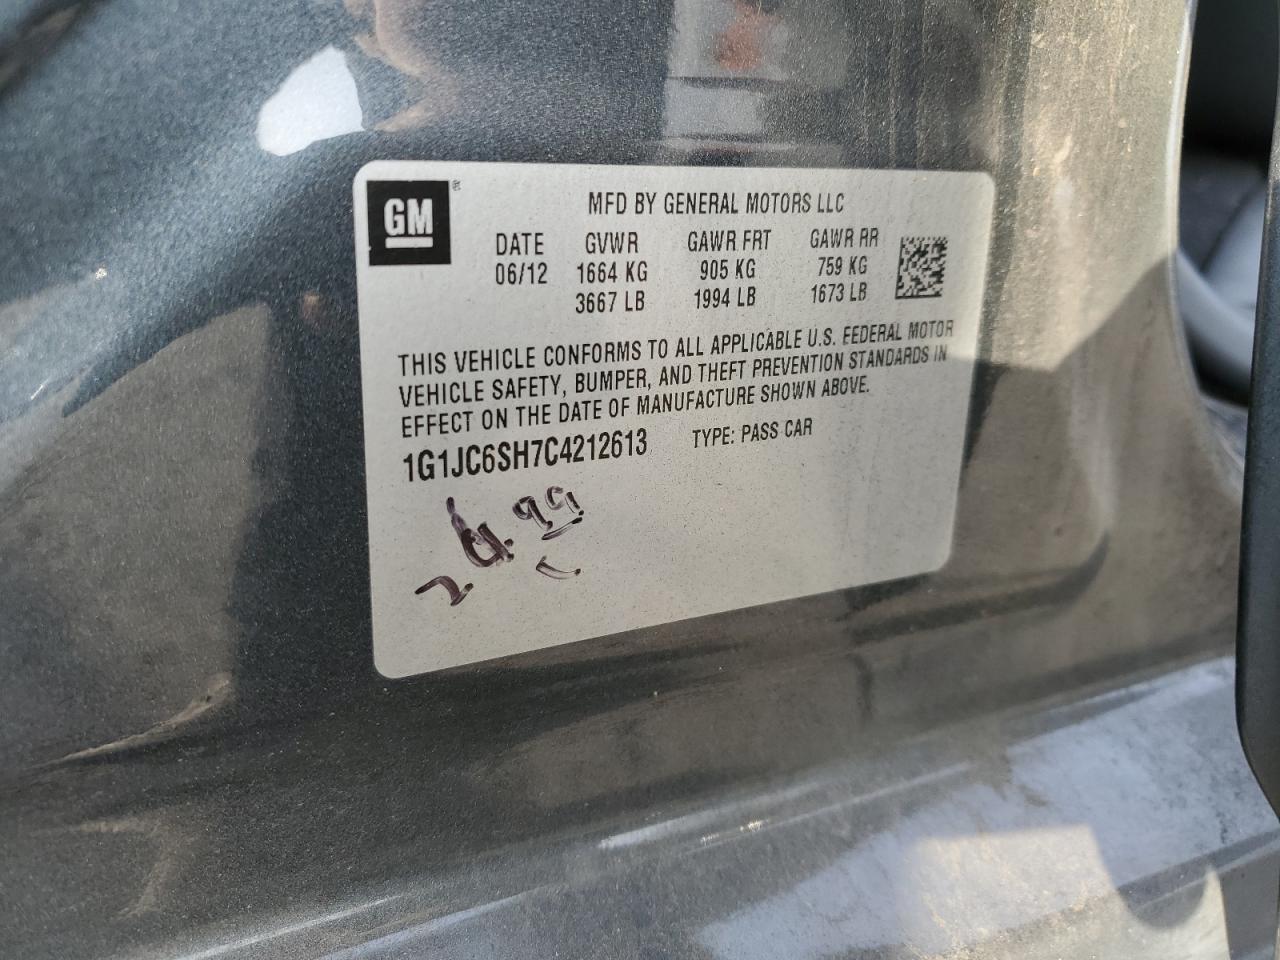 GM
MFD BY GENERAL MOTORS LLC
DATE GVWR GAWR FRT GAWR RR
06/12 1664 KG 905 KG 759 KG
3667 LB 1994 LB 1673 LB
THIS VEHICLE CONFORMS TO ALL APPLICABLE U.S. FEDERAL MOTOR
VEHICLE SAFETY, BUMPER, AND THEFT PREVENTION STANDARDS IN
EFFECT ON THE DATE OF MANUFACTURE SHOWN ABOVE.
1G1JC6SH7C4212613 TYPE: PASS CAR